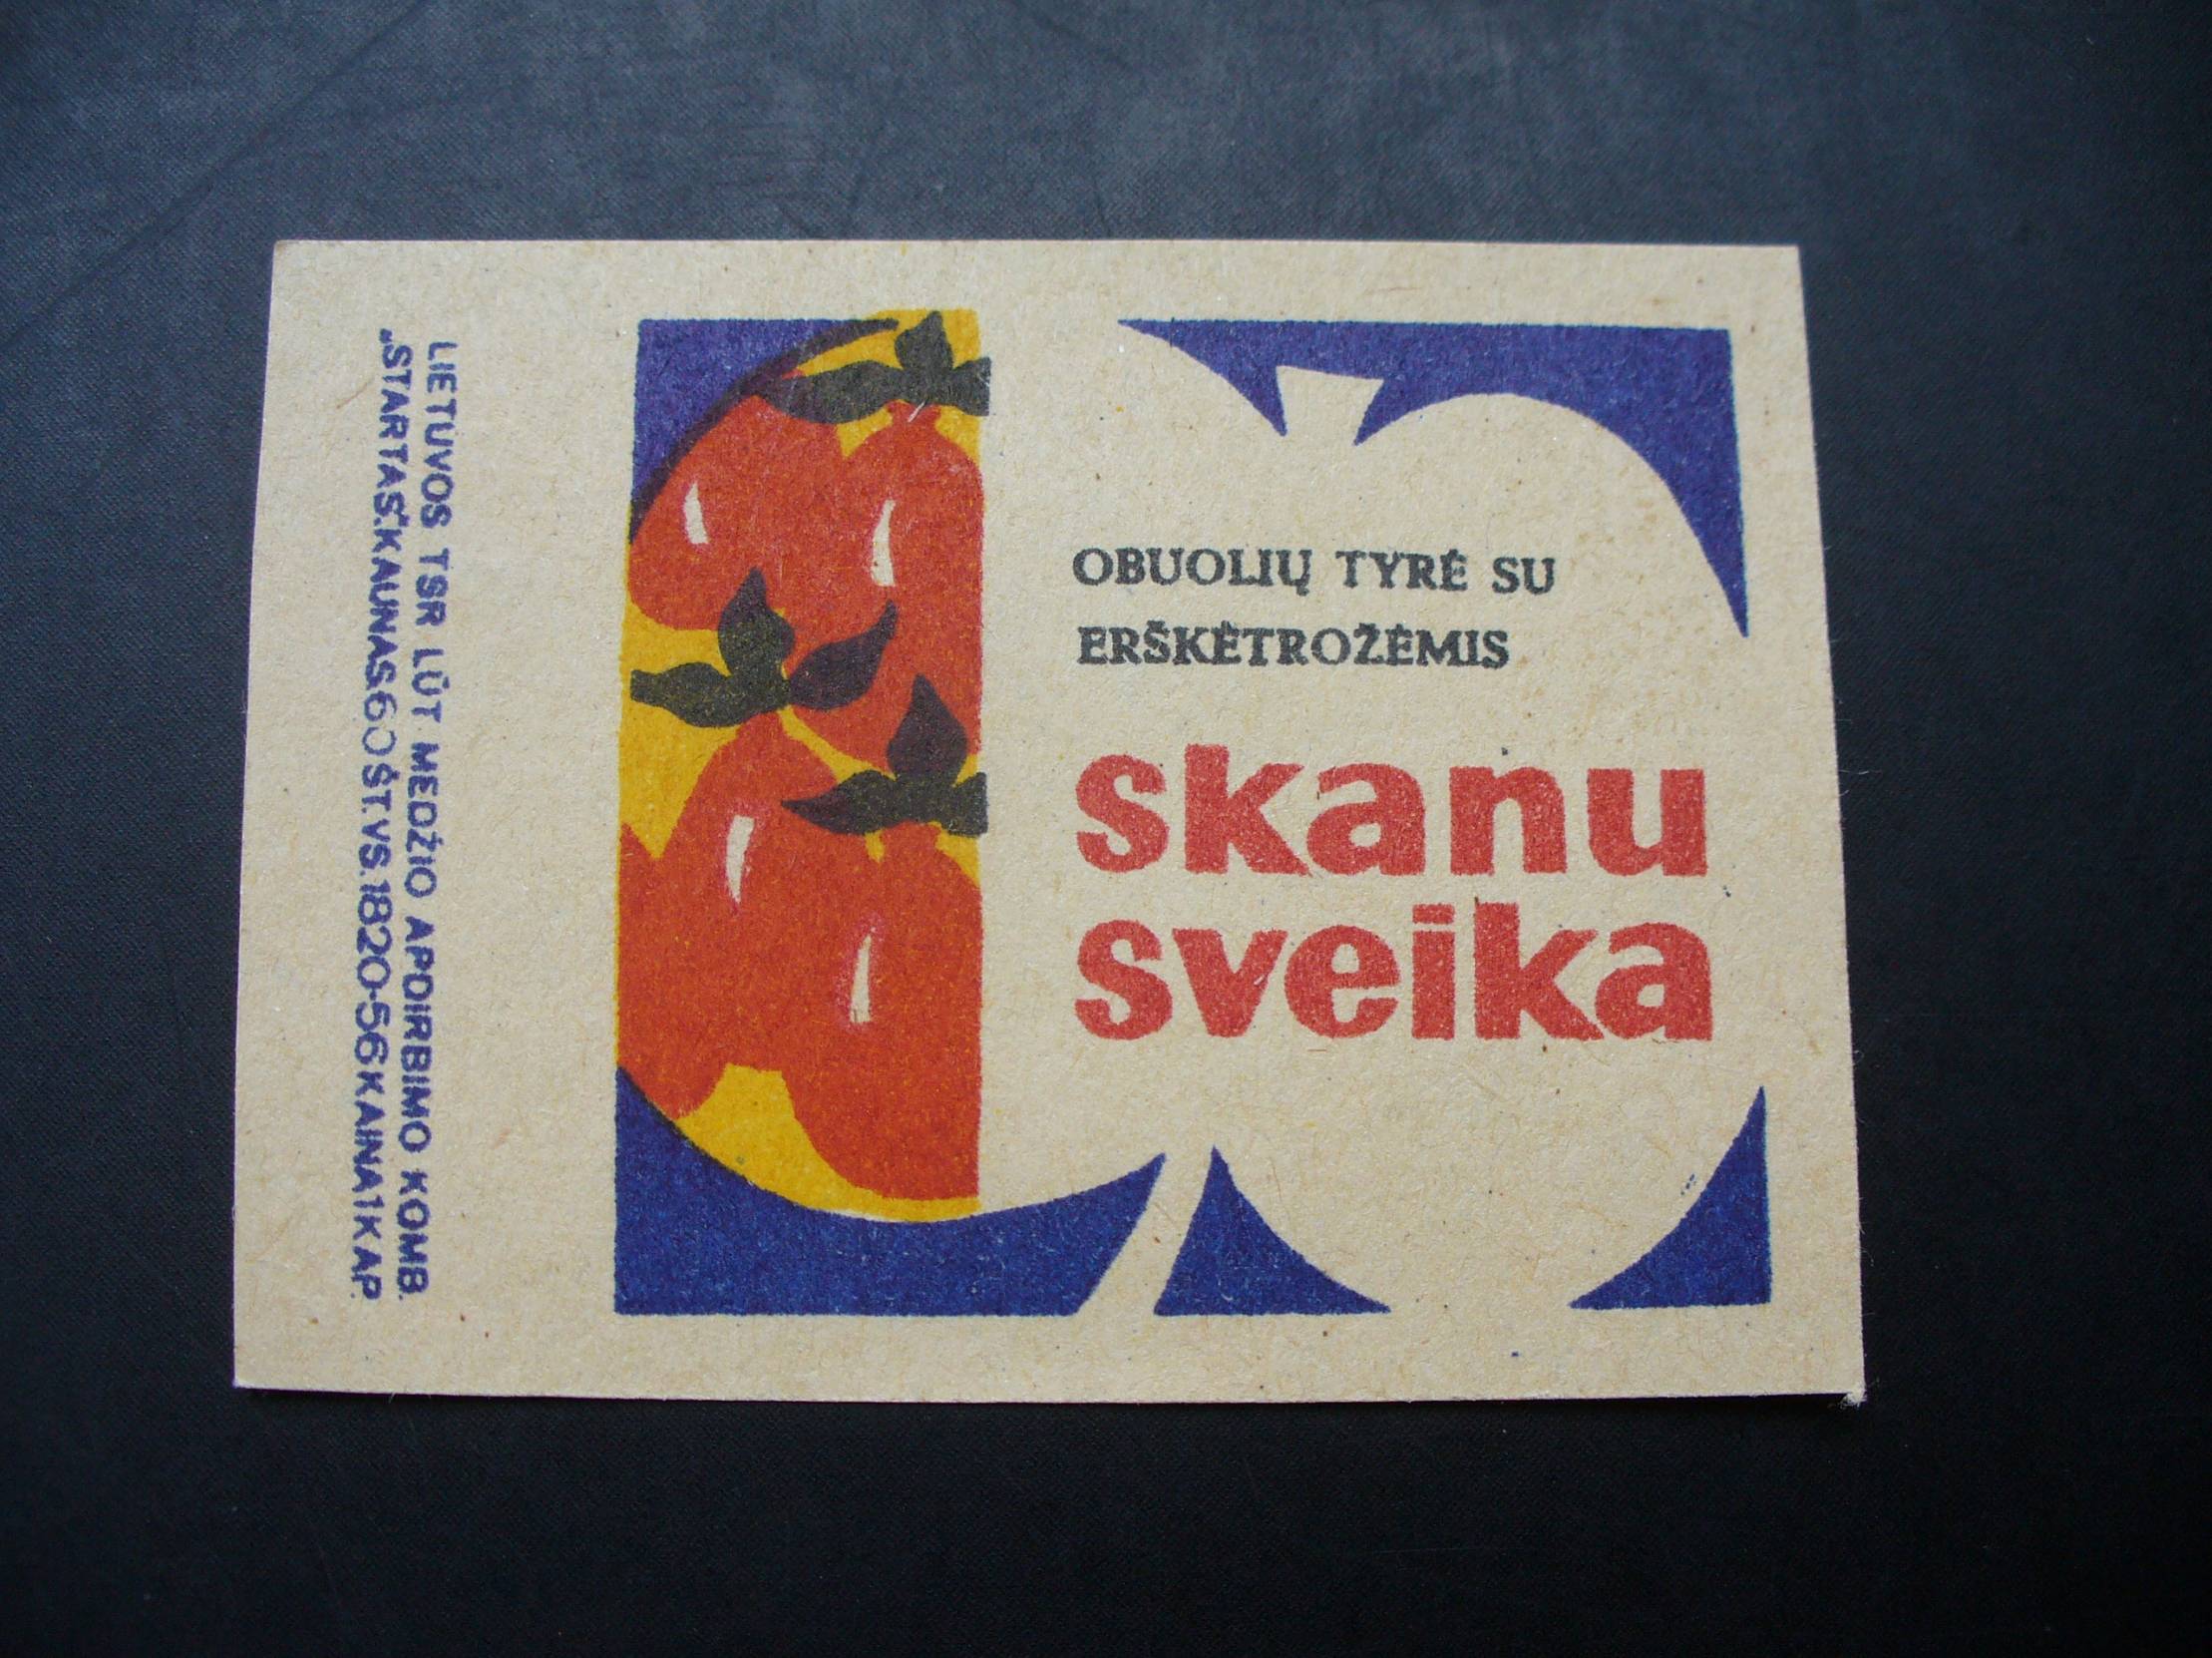 OBUOLIŲ TYRĖ SU
ERŠKĖTROŽĖMIS
skanu
sveika
LIETUVOS TSR LŪT MEDŽIO APDIRBIMO KOMB.
„STARTAS“. KAUNAS 60 ŠT. VS. 1820-56 KAINA 1 KAP.